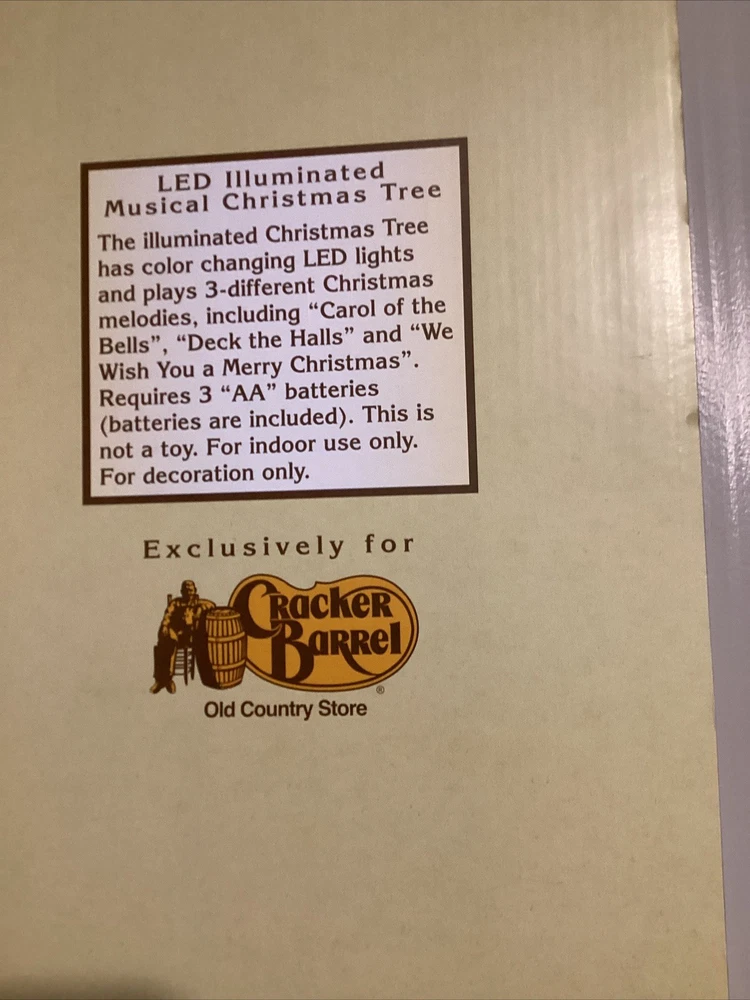 LED Illuminated
Musical Christmas Tree
The illuminated Christmas Tree
has color changing LED lights
and plays 3-different Christmas
melodies, including “Carol of the
Bells”, “Deck the Halls” and “We
Wish You a Merry Christmas”.
Requires 3 “AA” batteries
(batteries are included). This is
not a toy. For indoor use only.
For decoration only.
Exclusively for
Cracker
Barrel
®
Old Country Store